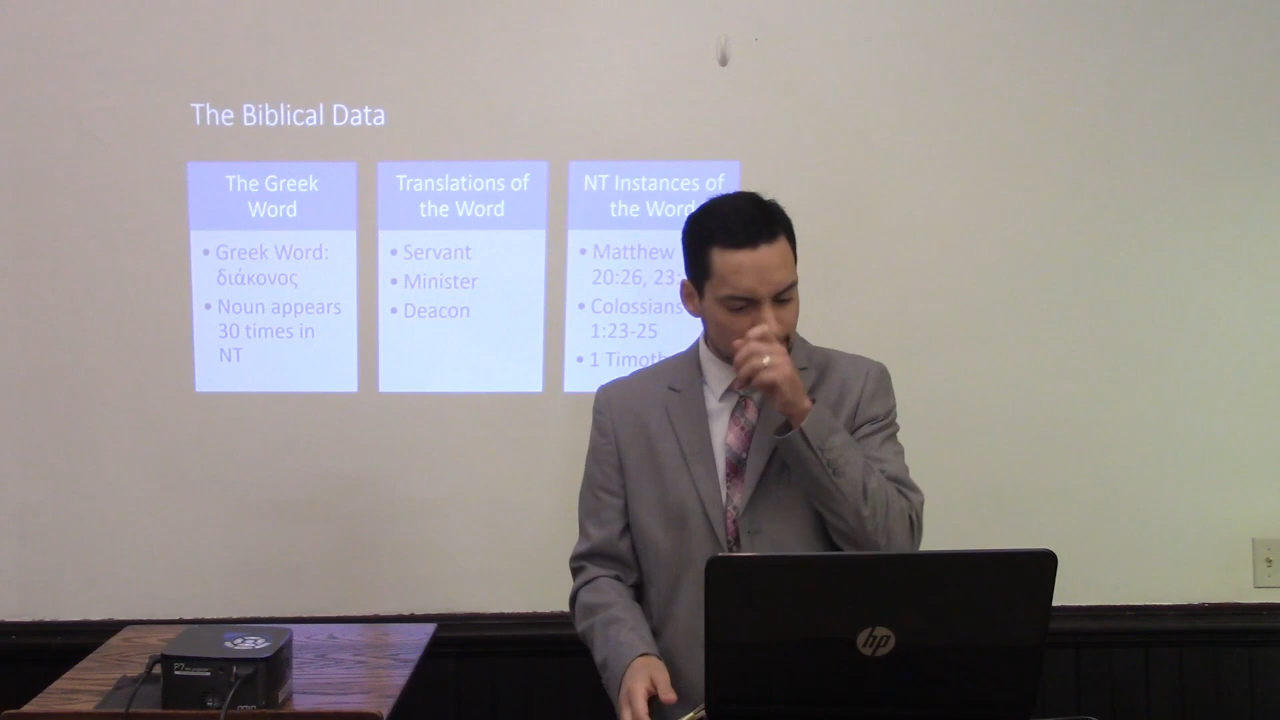 The Biblical Data
The Greek
Word
• Greek Word:
διάκονος
• Noun appears
30 times in
NT
Translations of
the Word
• Servant
• Minister
• Deacon
NT Instances of
the Word
• Matthew
20:26, 23:
• Colossians
1:23-25
• 1 Timoth
hp